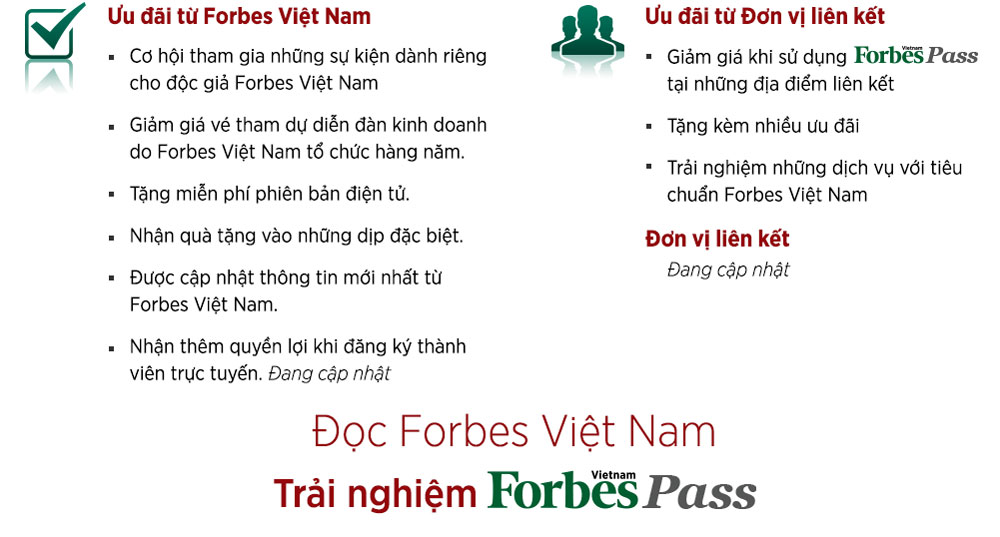 Ưu đãi từ Forbes Việt Nam
▪ Cơ hội tham gia những sự kiện dành riêng
cho độc giả Forbes Việt Nam
▪ Giảm giá vé tham dự diễn đàn kinh doanh
do Forbes Việt Nam tổ chức hàng năm.
▪ Tặng miễn phí phiên bản điện tử.
▪ Nhận quà tặng vào những dịp đặc biệt.
▪ Được cập nhật thông tin mới nhất từ
Forbes Việt Nam.
▪ Nhận thêm quyền lợi khi đăng ký thành
viên trực tuyến. Đang cập nhật
Ưu đãi từ Đơn vị liên kết
▪ Giảm giá khi sử dụng Forbes Vietnam Pass
tại những địa điểm liên kết
▪ Tặng kèm nhiều ưu đãi
▪ Trải nghiệm những dịch vụ với tiêu
chuẩn Forbes Việt Nam
Đơn vị liên kết
Đang cập nhật
Đọc Forbes Việt Nam
Trải nghiệm Forbes Vietnam Pass